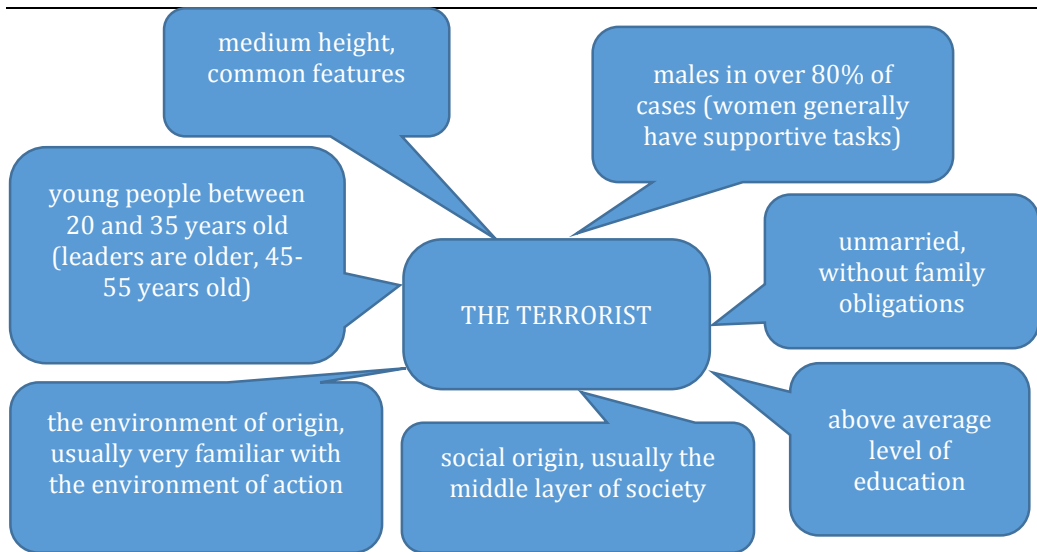 medium height,
common features
males in over 80% of
cases (women generally
have supportive tasks)
young people between
20 and 35 years old
(leaders are older, 45-
55 years old)
unmarried,
without family
obligations
THE TERRORIST
the environment of origin,
usually very familiar with
the environment of action
social origin, usually the
middle layer of society
above average
level of
education